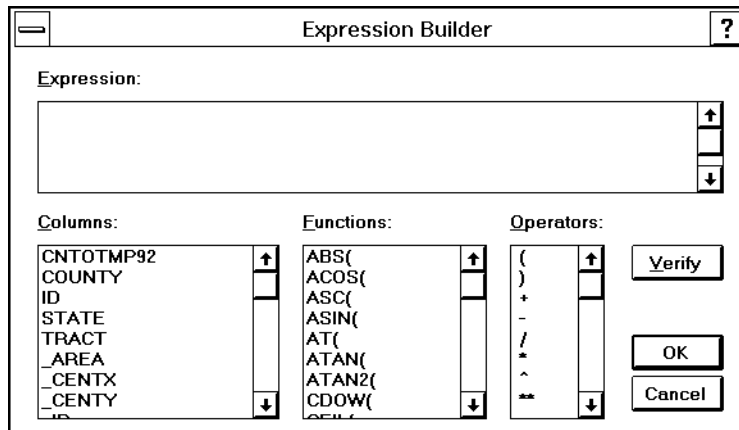 Expression Builder
?
Expression:
Columns:
CNTOTMP92
COUNTY
ID
STATE
TRACT
_AREA
_CENTX
_CENTY
Functions:
ABS(
ACOS(
ASC(
ASIN(
AT(
ATAN(
ATAN2(
CDOW(
Operators:
(
)
+
-
/
*
^
**
Verify
OK
Cancel